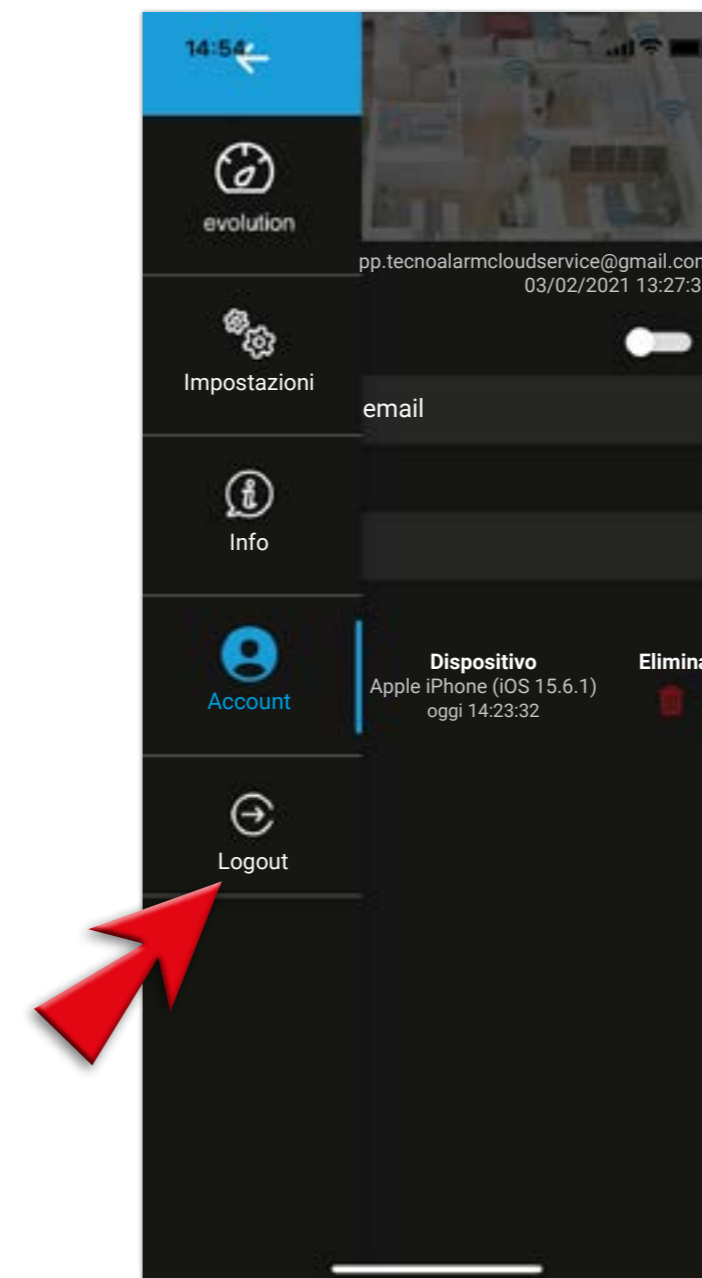 14:54
evolution
pp.tecnoalarmcloudservice@gmail.com
03/02/2021 13:27:3
Impostazioni
email
Info
Dispositivo Elimina
Apple iPhone (iOS 15.6.1)
oggi 14:23:32
Account
Logout